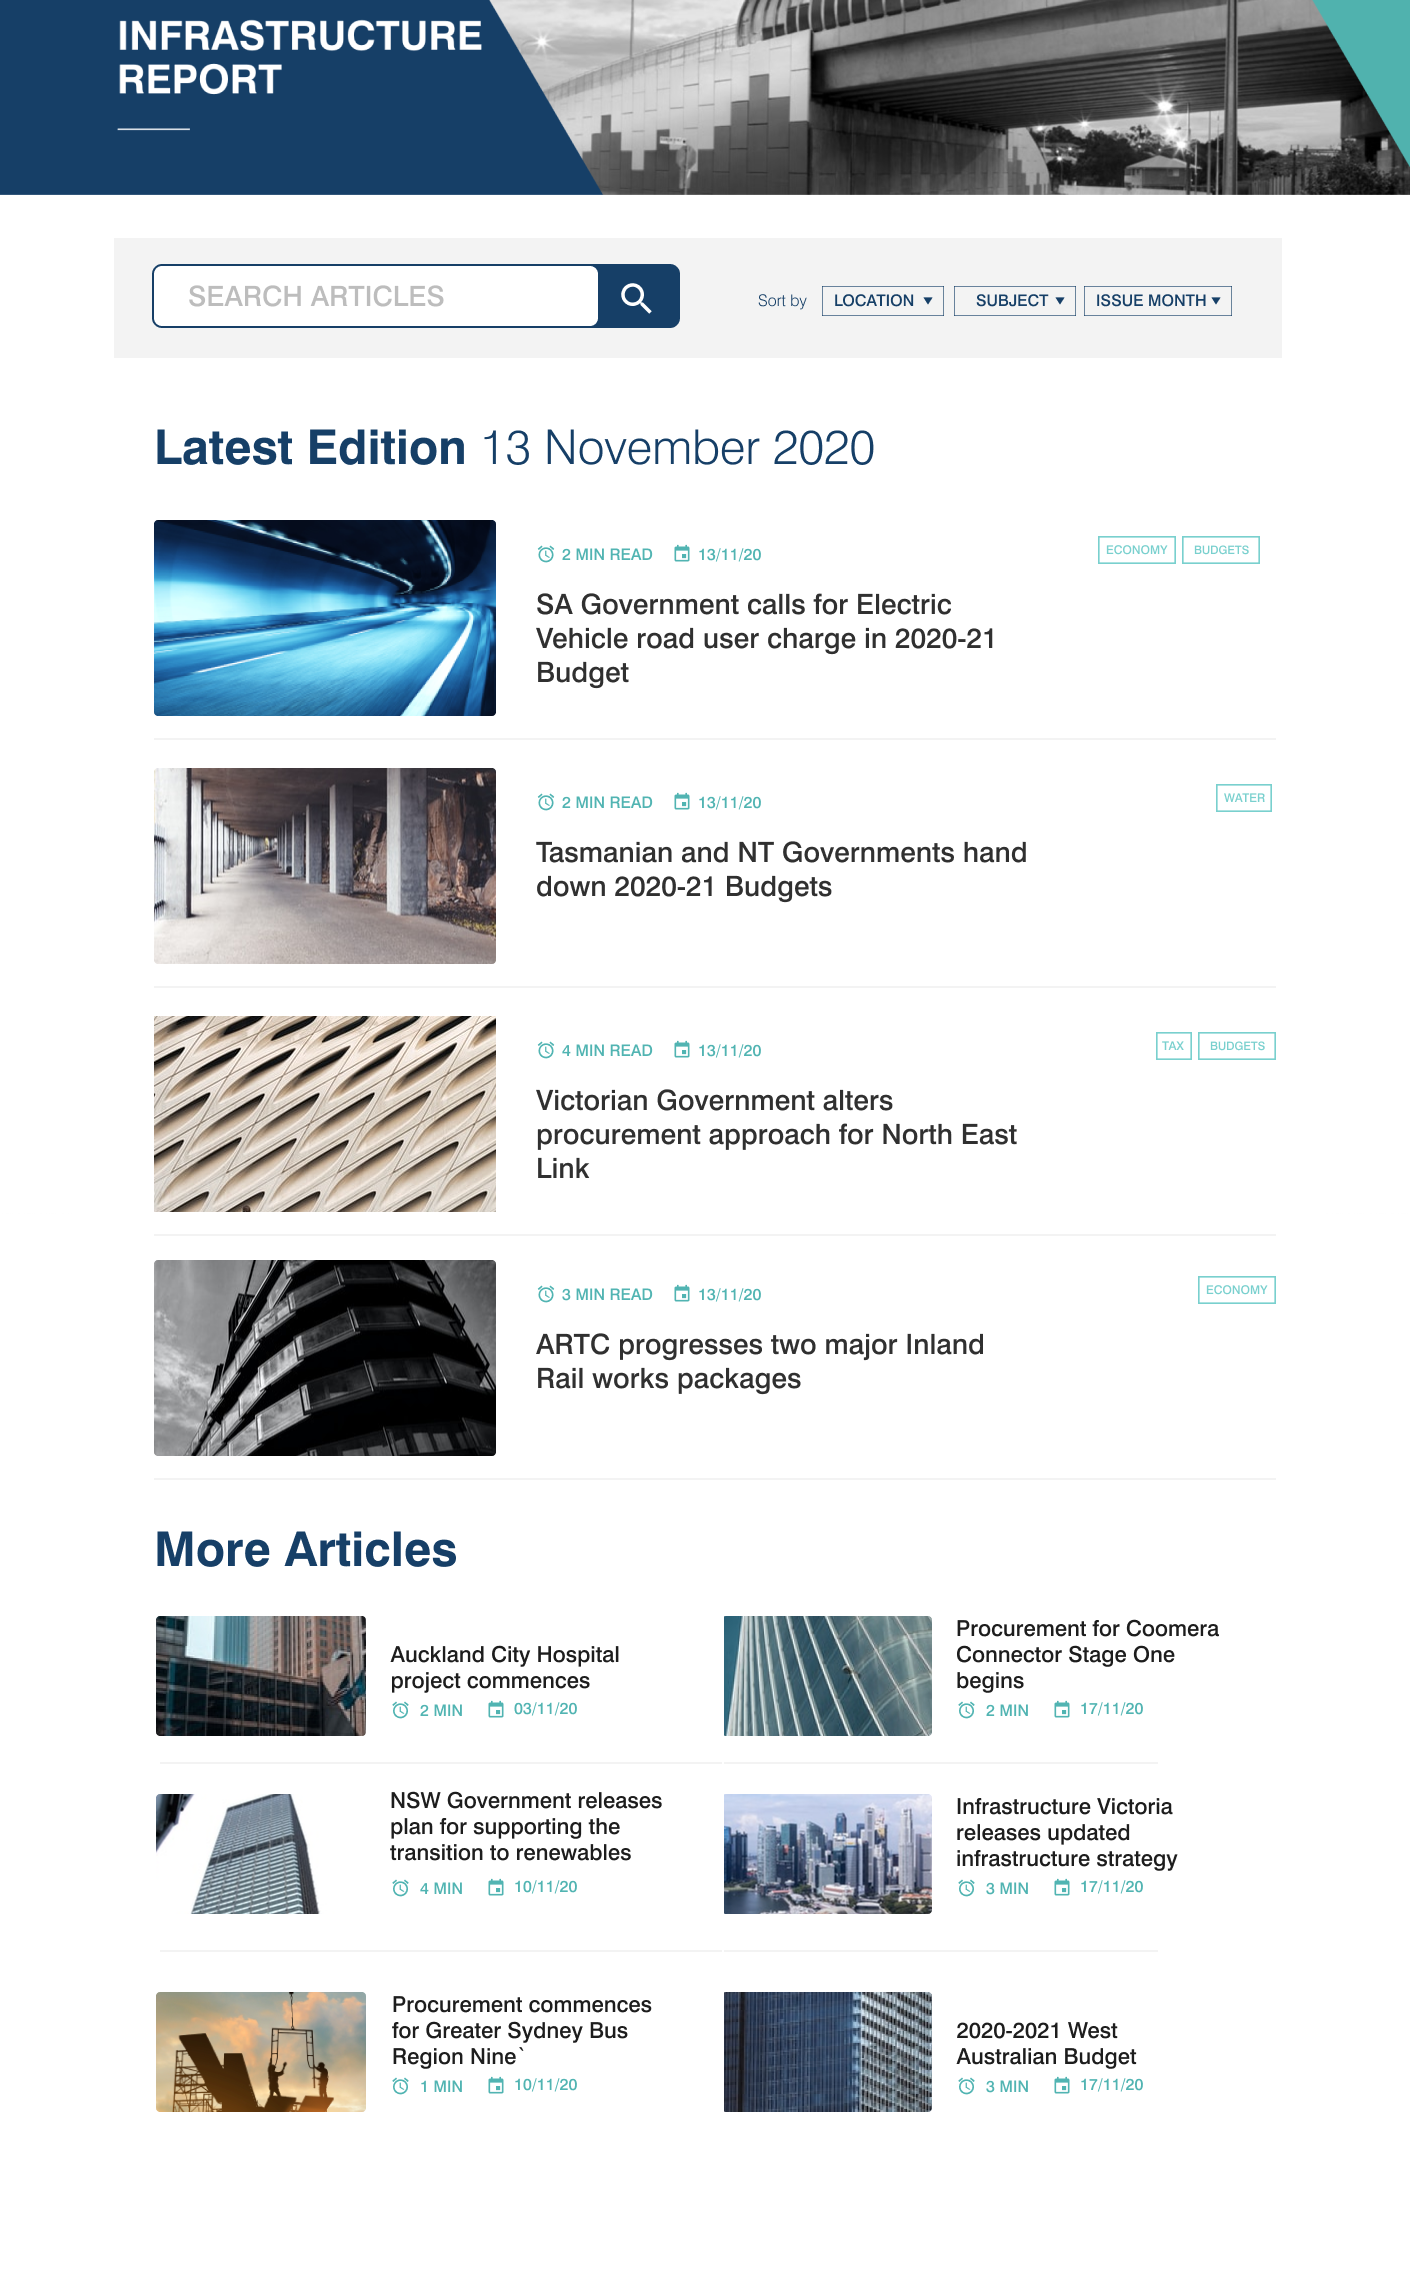 INFRASTRUCTURE
REPORT
SEARCH ARTICLES
Sort by LOCATION ▼ SUBJECT ▼ ISSUE MONTH ▼
Latest Edition 13 November 2020
2 MIN READ 13/11/20 ECONOMY BUDGETS
SA Government calls for Electric
Vehicle road user charge in 2020-21
Budget
2 MIN READ 13/11/20 WATER
Tasmanian and NT Governments hand
down 2020-21 Budgets
4 MIN READ 13/11/20 TAX BUDGETS
Victorian Government alters
procurement approach for North East
Link
3 MIN READ 13/11/20 ECONOMY
ARTC progresses two major Inland
Rail works packages
More Articles
Auckland City Hospital
project commences
2 MIN 03/11/20
Procurement for Coomera
Connector Stage One
begins
2 MIN 17/11/20
NSW Government releases
plan for supporting the
transition to renewables
4 MIN 10/11/20
Infrastructure Victoria
releases updated
infrastructure strategy
3 MIN 17/11/20
Procurement commences
for Greater Sydney Bus
Region Nine`
1 MIN 10/11/20
2020-2021 West
Australian Budget
3 MIN 17/11/20